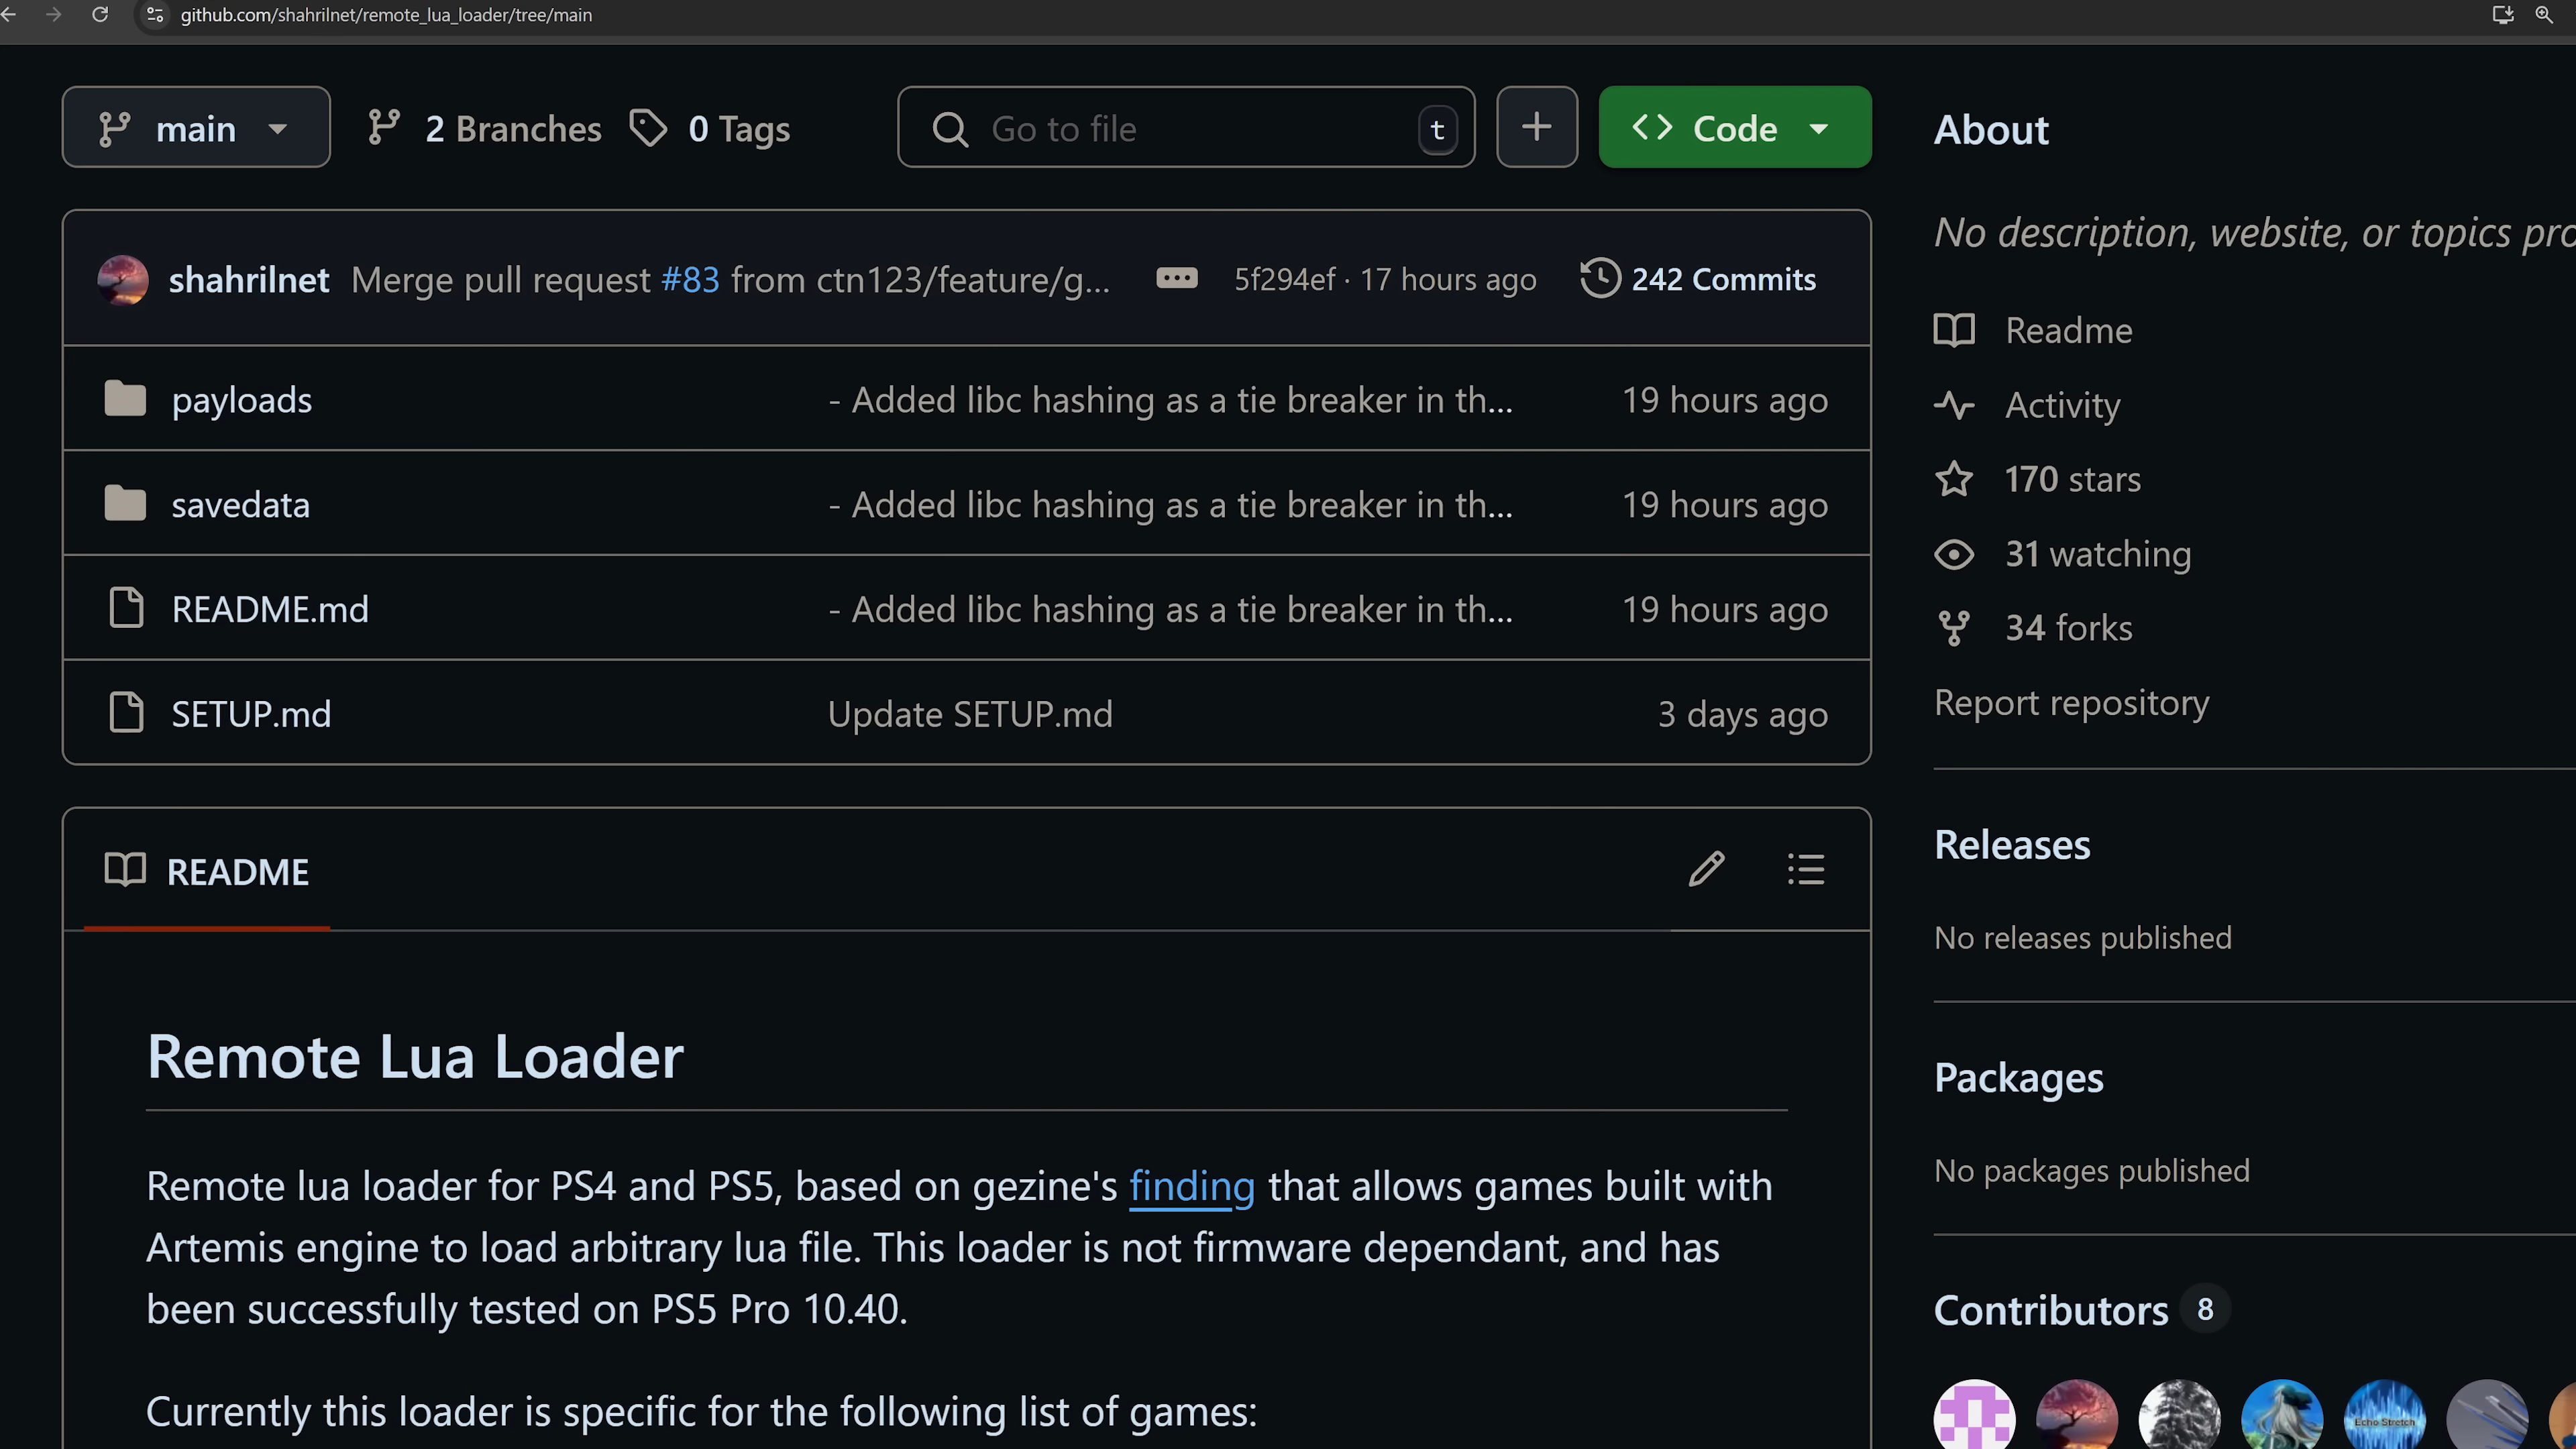 github.com/shahrilnet/remote_lua_loader/tree/main
main
2 Branches
0 Tags
Go to file
t
Code
About
No description, website, or topics pro
shahrilnet Merge pull request #83 from ctn123/feature/g... 5f294ef · 17 hours ago 242 Commits
Readme
payloads - Added libc hashing as a tie breaker in th... 19 hours ago
Activity
savedata - Added libc hashing as a tie breaker in th... 19 hours ago
170 stars
31 watching
README.md - Added libc hashing as a tie breaker in th... 19 hours ago
34 forks
SETUP.md Update SETUP.md 3 days ago
Report repository
README
Releases
No releases published
Remote Lua Loader
Packages
No packages published
Remote lua loader for PS4 and PS5, based on gezine's finding that allows games built with
Artemis engine to load arbitrary lua file. This loader is not firmware dependant, and has
been successfully tested on PS5 Pro 10.40.
Contributors 8
Currently this loader is specific for the following list of games:
Echo Stretch